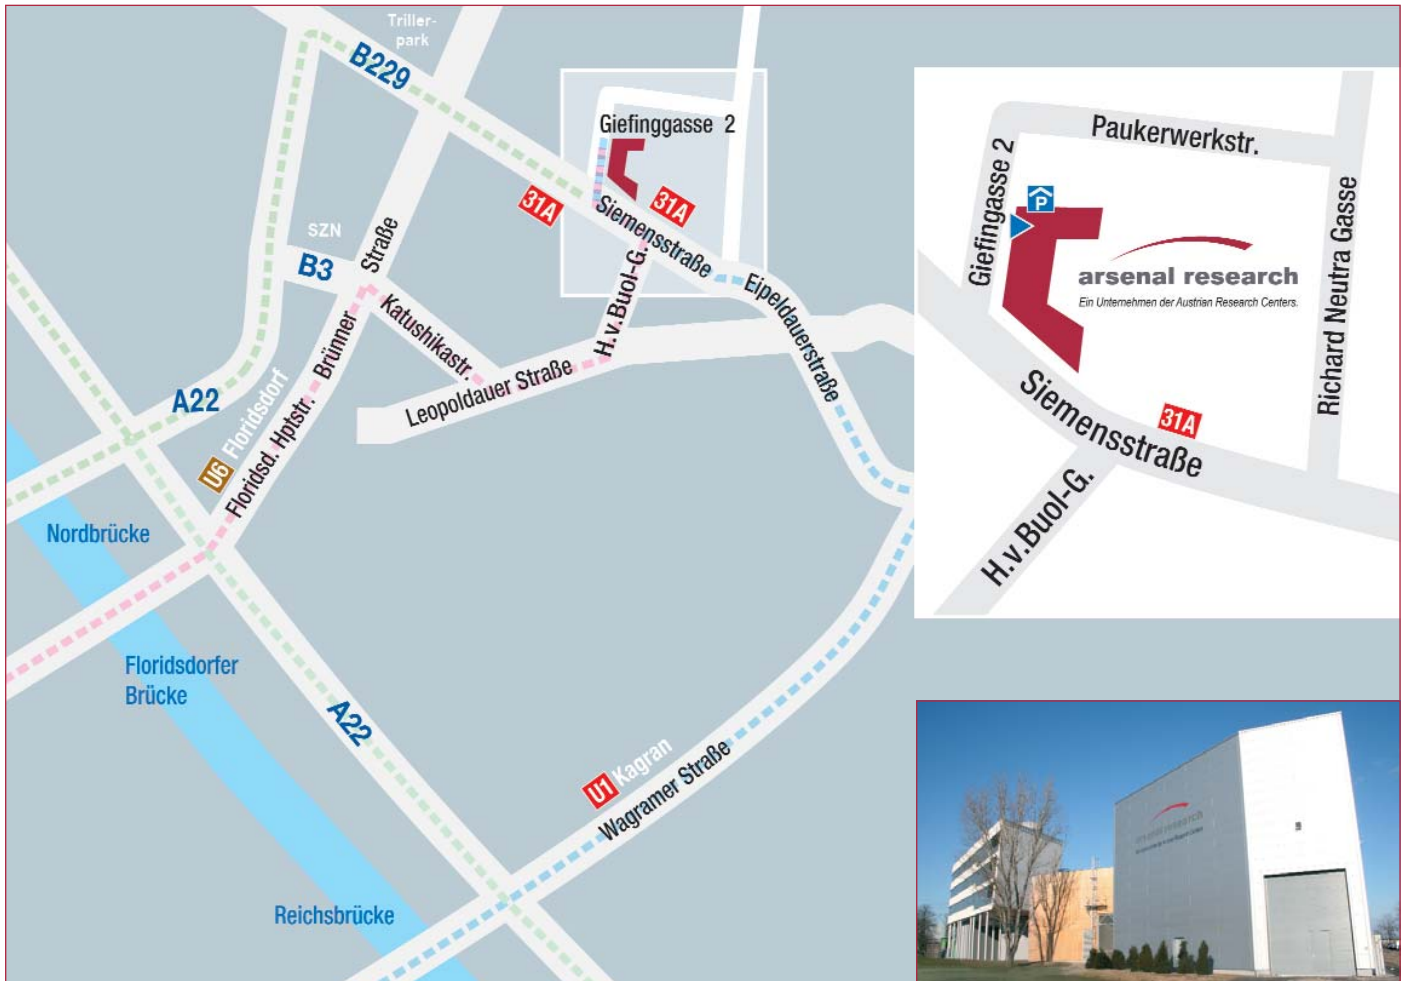 Triller-
park
B229
Giefinggasse 2
31A
31A
Siemensstraße
SZN
B3
Straße
Brünner
Katushikastr.
H.v.Buol-G.
Eipeldauerstraße
Leopoldauer Straße
A22
U6 Floridsdorf
Floridsd. Hptstr.
Nordbrücke
Floridsdorfer
Brücke
A22
U1 Kagran
Wagramer Straße
Reichsbrücke
Paukerwerkstr.
Giefingasse 2
P
arsenal research
Ein Unternehmen der Austrian Research Centers.
Richard Neutra Gasse
Siemensstraße
31A
H.v.Buol-G.
arsenal research